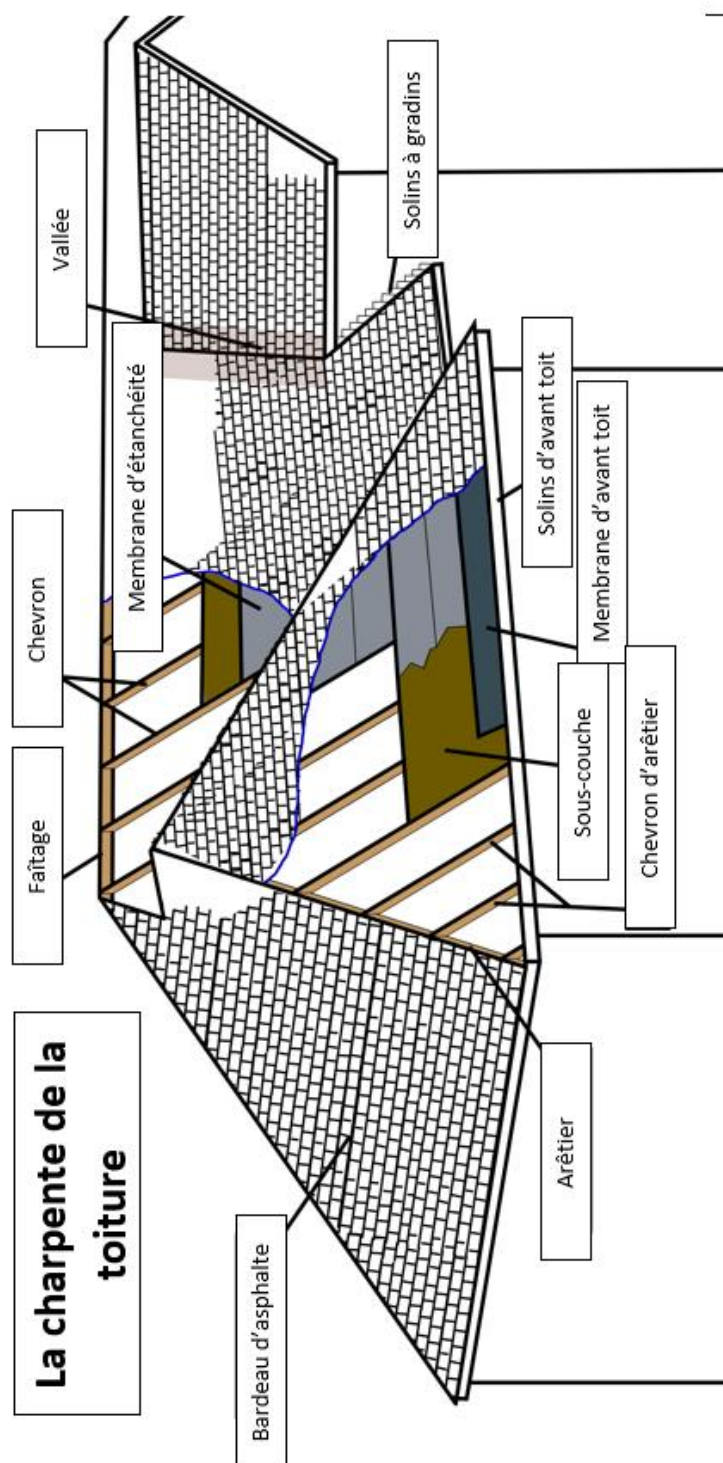 La charpente de la
toiture
Faîtage
Chevron
Membrane d'étanchéité
Vallée
Solins à gradins
Bardeau d'asphalte
Arêtier
Chevron d'arêtier
Sous-couche
Membrane d'avant toit
Solins d'avant toit